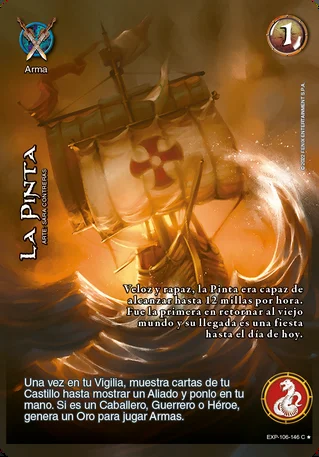 Arma
1
LA PINTA
ARTE: SARA CONTRERAS
©2022 FENIX ENTERTAINMENT S.P.A.
Veloz y rapaz, la Pinta era capaz de
alcanzar hasta 12 millas por hora.
Fue la primera en retornar al viejo
mundo y su llegada es una fiesta
hasta el día de hoy.
Una vez en tu Vigilia, muestra cartas de tu
Castillo hasta mostrar un Aliado y ponlo en tu
mano. Si es un Caballero, Guerrero o Héroe,
genera un Oro para jugar Armas.
EXP-106-146 C ★